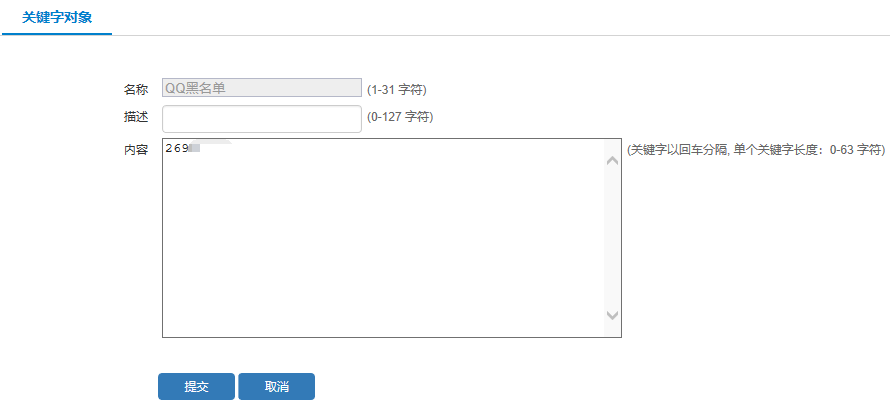 关键字对象
名称 QQ黑名单 (1-31 字符)
描述 (0-127 字符)
内容 269 (关键字以回车分隔, 单个关键字长度：0-63 字符)
提交 取消